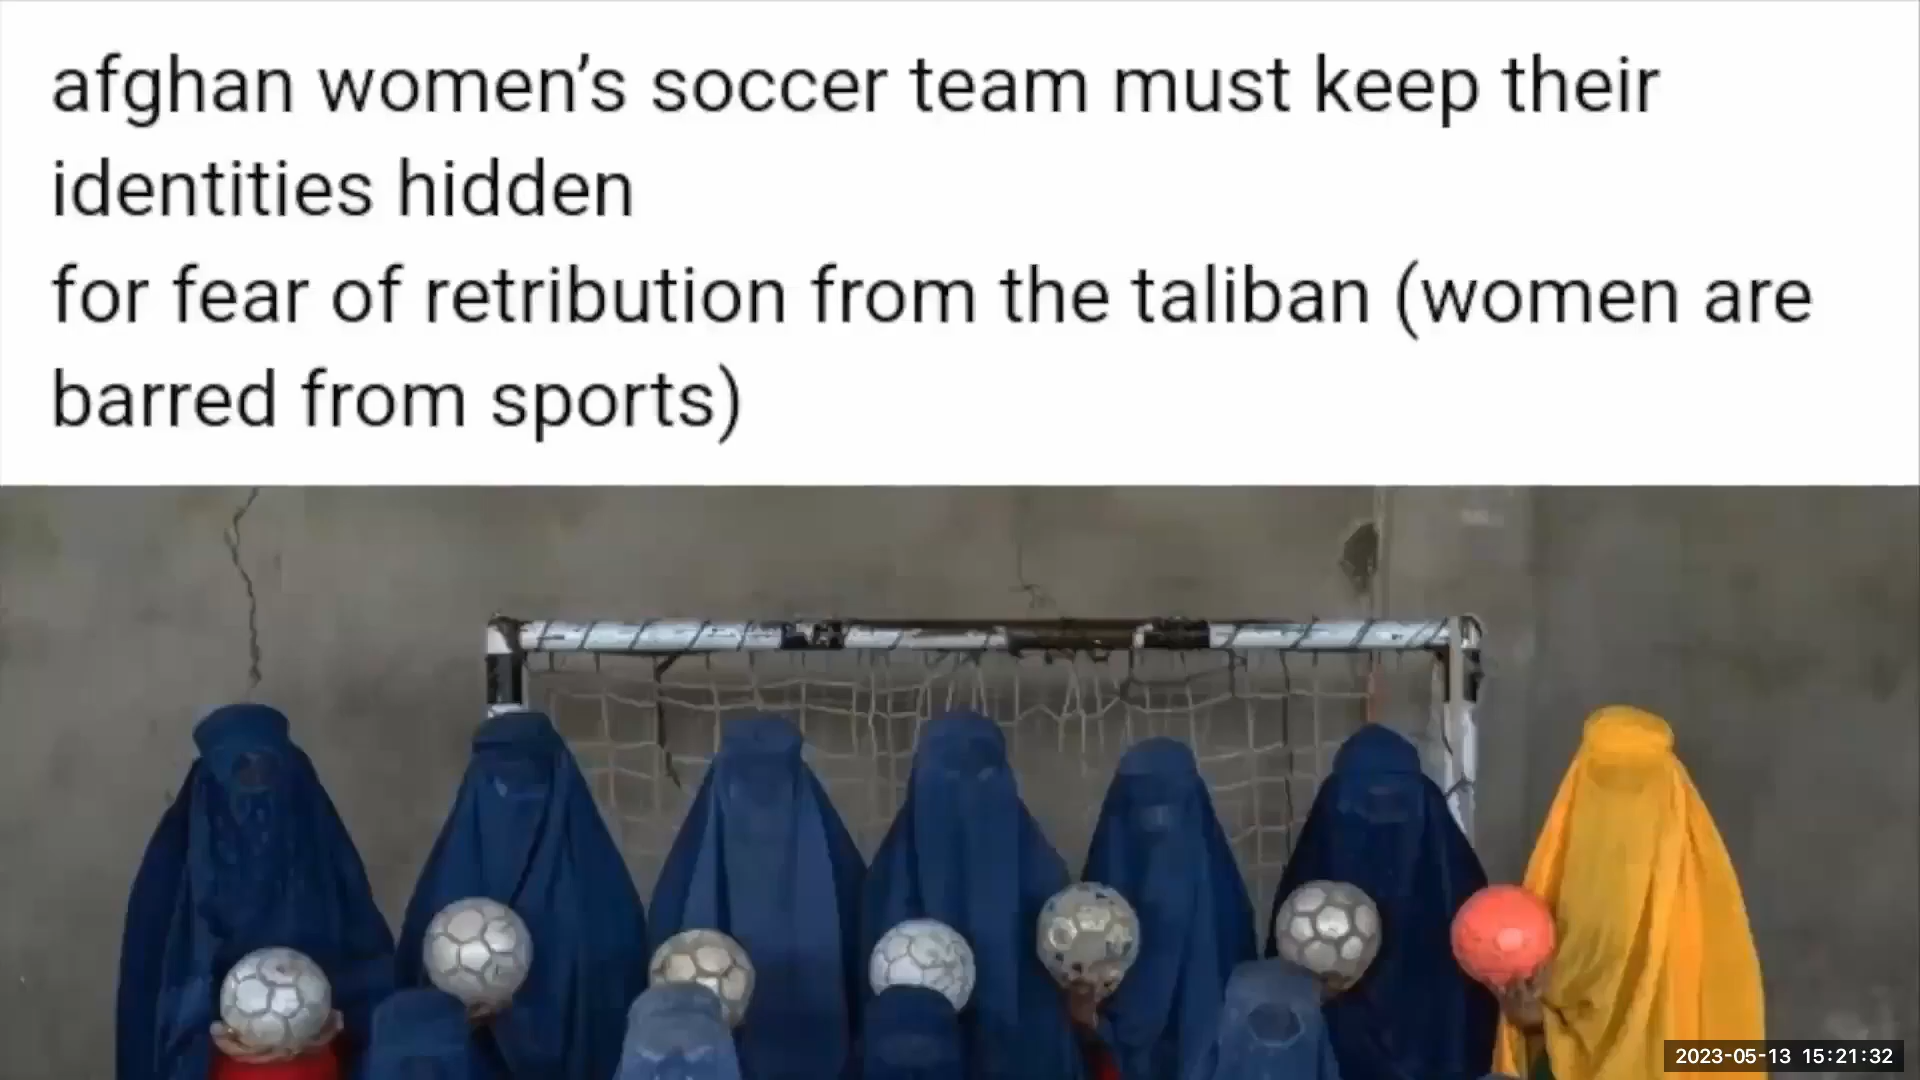 afghan women’s soccer team must keep their
identities hidden
for fear of retribution from the taliban (women are
barred from sports)
2023-05-13 15:21:32